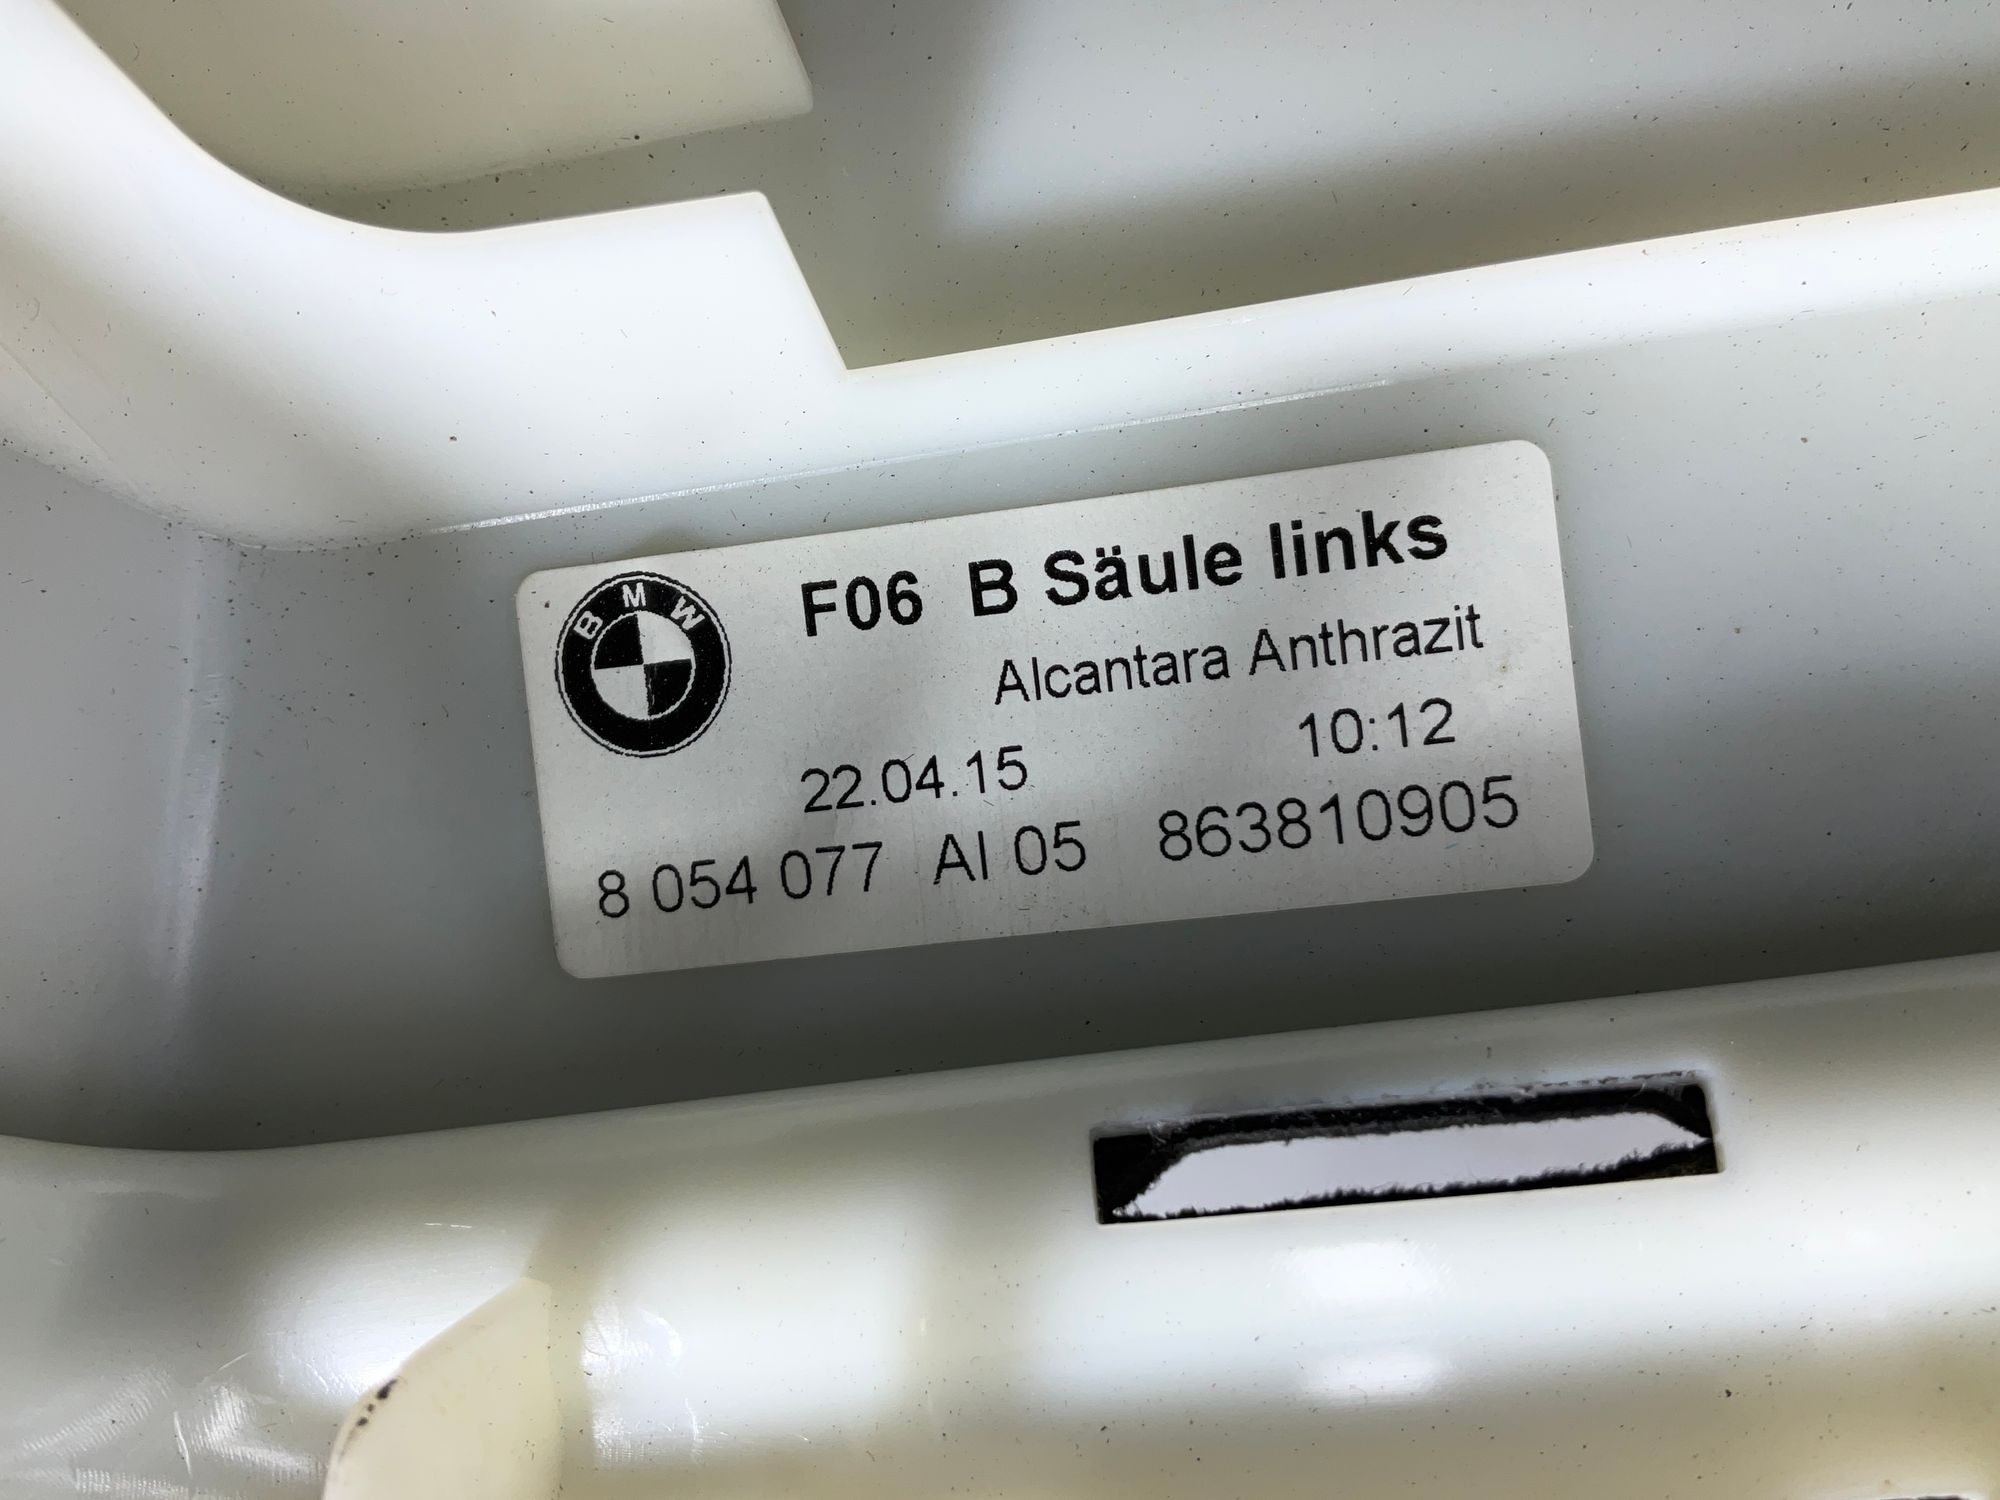 BMW
F06 B Säule links
Alcantara Anthrazit
22.04.15 10:12
8 054 077 AI 05 863810905